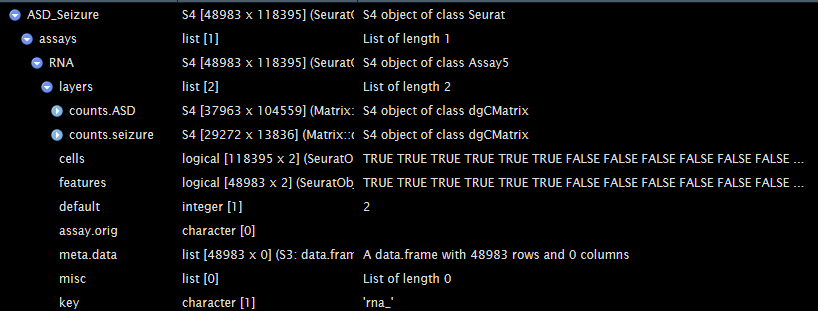 ASD_Seizure S4 [48983 x 118395] (SeuratO S4 object of class Seurat
assays list [1] List of length 1
RNA S4 [48983 x 118395] (SeuratO S4 object of class Assay5
layers list [2] List of length 2
counts.ASD S4 [37963 x 104559] (Matrix:: S4 object of class dgCMatrix
counts.seizure S4 [29272 x 13836] (Matrix::c S4 object of class dgCMatrix
cells logical [118395 x 2] (SeuratO TRUE TRUE TRUE TRUE TRUE TRUE FALSE FALSE FALSE FALSE FALSE FALSE ...
features logical [48983 x 2] (SeuratObj TRUE TRUE TRUE TRUE TRUE TRUE FALSE FALSE FALSE FALSE FALSE FALSE ...
default integer [1] 2
assay.orig character [0]
meta.data list [48983 x 0] (S3: data.fram A data.frame with 48983 rows and 0 columns
misc list [0] List of length 0
key character [1] 'rna_'